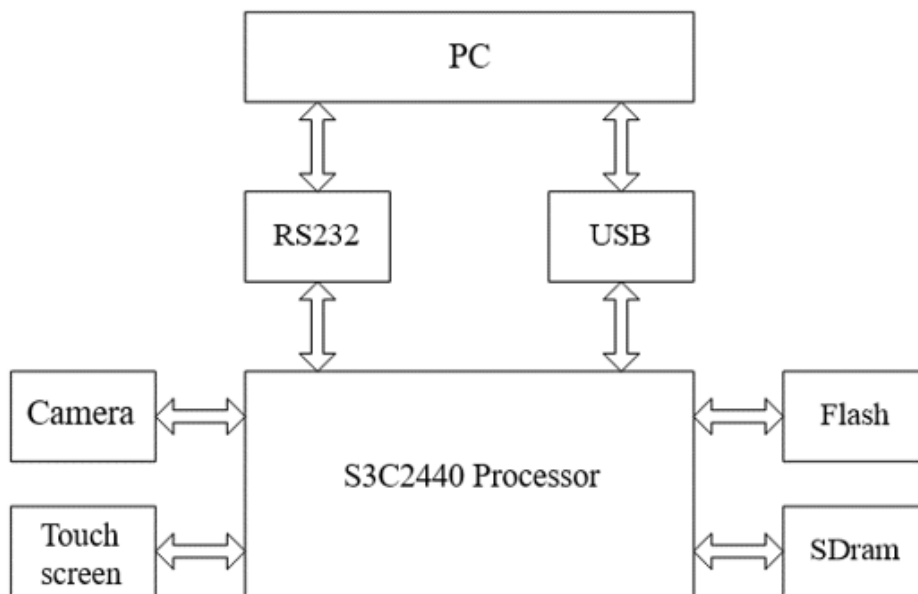 PC
RS232
USB
Camera
S3C2440 Processor
Flash
Touch
screen
SDram